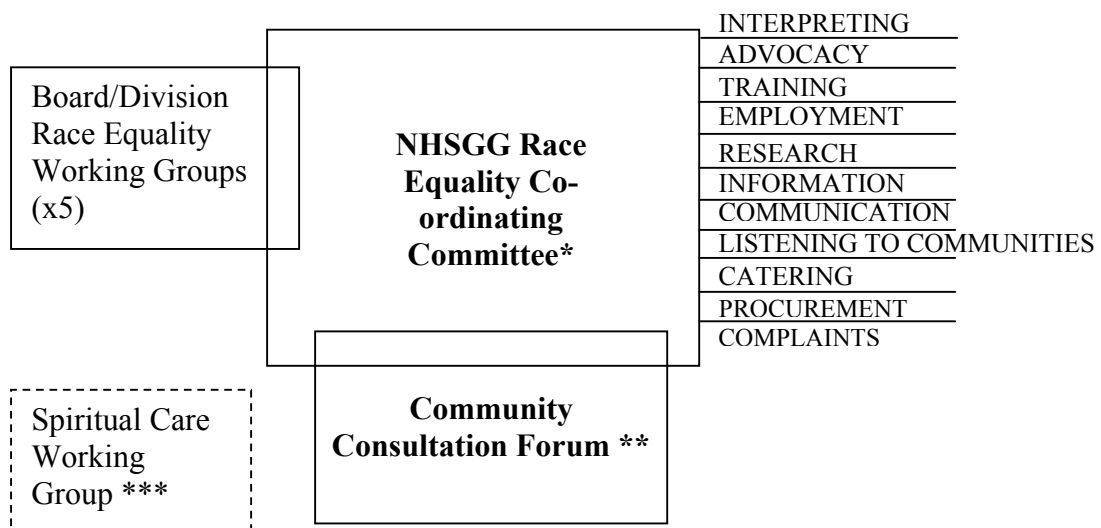 Board/Division
Race Equality
Working Groups
(x5)
NHSGG Race
Equality Co-
ordinating
Committee*
INTERPRETING
ADVOCACY
TRAINING
EMPLOYMENT
RESEARCH
INFORMATION
COMMUNICATION
LISTENING TO COMMUNITIES
CATERING
PROCUREMENT
COMPLAINTS
Spiritual Care
Working
Group ***
Community
Consultation Forum **